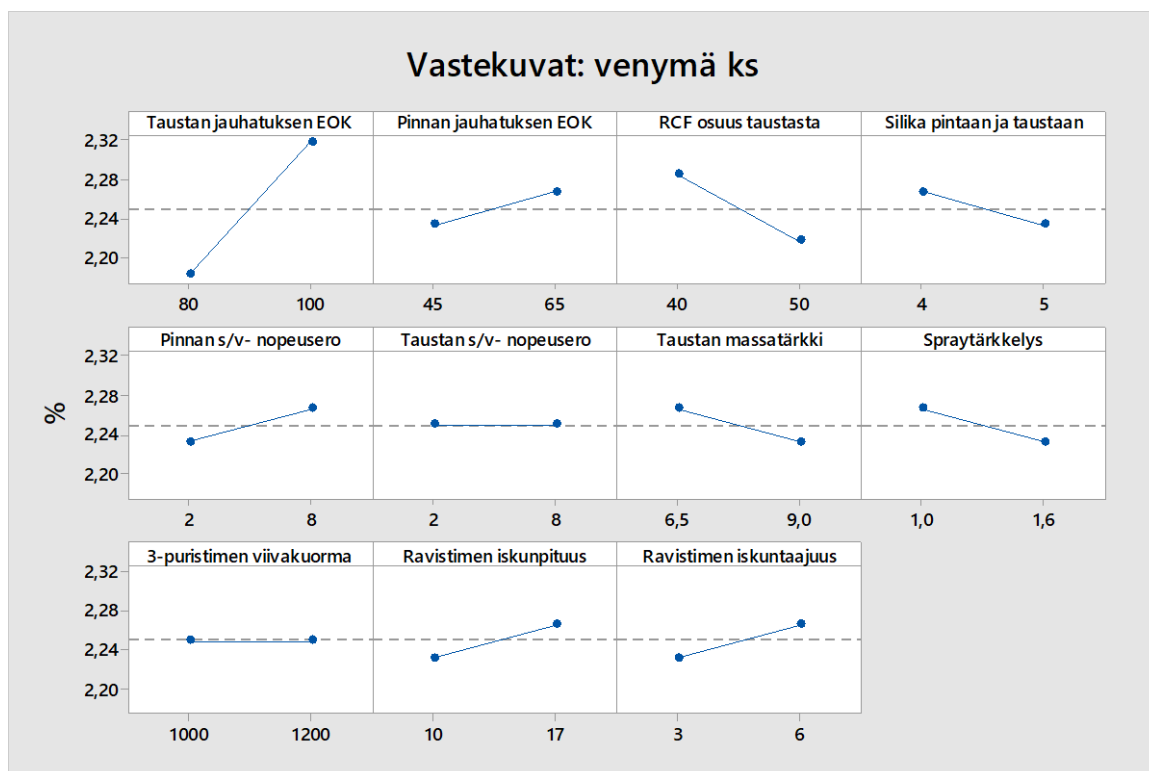 Vastekuvat: venymä ks
Taustan jauhatuksen EOK Pinnan jauhatuksen EOK RCF osuus taustasta Silika pintaan ja taustaan
2,32
2,28
2,24
2,20
80 100 45 65 40 50 4 5
Pinnan s/v- nopeusero Taustan s/v- nopeusero Taustan massatärkki Spraytärkkelys
2,32
2,28
2,24
2,20
%
2 8 2 8 6,5 9,0 1,0 1,6
3-puristimen viivakuorma Ravistimen iskunpituus Ravistimen iskuntaajuus
2,32
2,28
2,24
2,20
1000 1200 10 17 3 6